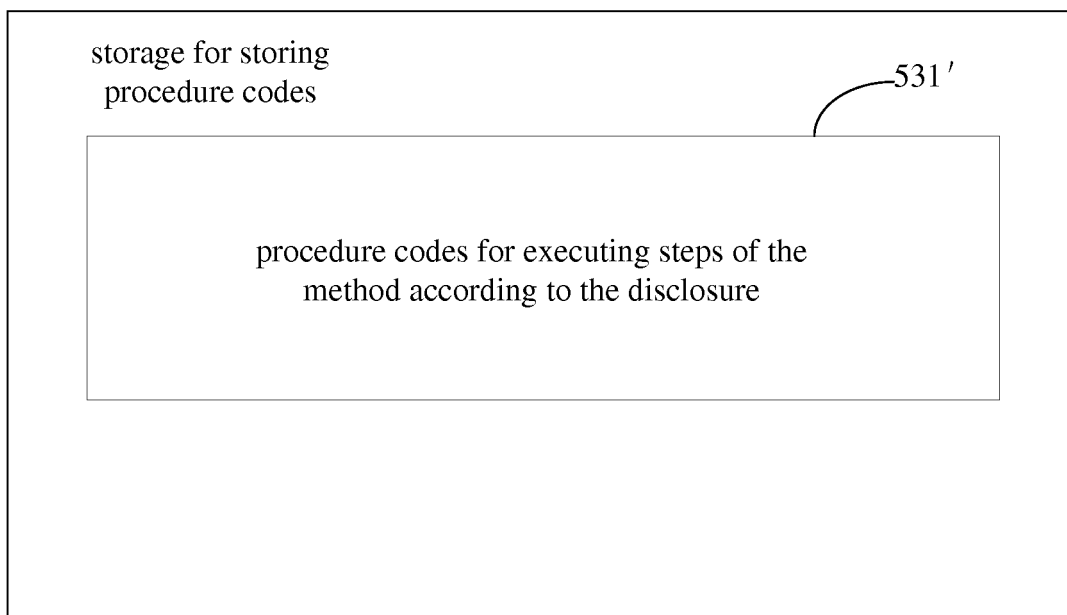 storage for storing
procedure codes
531′
procedure codes for executing steps of the
method according to the disclosure